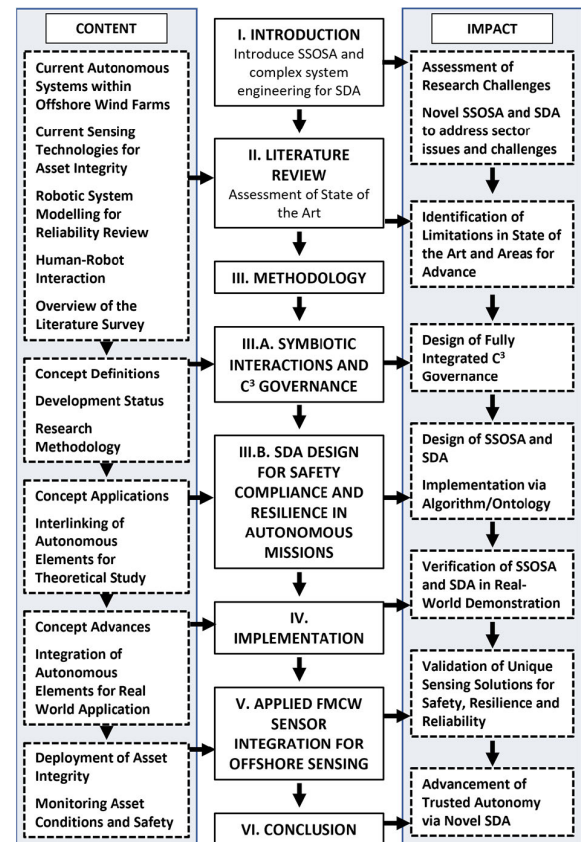 CONTENT
Current Autonomous
Systems within
Offshore Wind Farms
Current Sensing
Technologies for
Asset Integrity
Robotic System
Modelling for
Reliability Review
Human-Robot
Interaction
Overview of the
Literature Survey
Concept Definitions
Development Status
Research
Methodology
Concept Applications
Interlinking of
Autonomous
Elements for
Theoretical Study
Concept Advances
Integration of
Autonomous
Elements for Real
World Application
Deployment of Asset
Integrity
Monitoring Asset
Conditions and Safety
I. INTRODUCTION
Introduce SSOSA and
complex system
engineering for SDA
II. LITERATURE
REVIEW
Assessment of State of
the Art
III. METHODOLOGY
III.A. SYMBIOTIC
INTERACTIONS AND
C³ GOVERNANCE
III.B. SDA DESIGN
FOR SAFETY
COMPLIANCE AND
RESILIENCE IN
AUTONOMOUS
MISSIONS
IV.
IMPLEMENTATION
V. APPLIED FMCW
SENSOR
INTEGRATION FOR
OFFSHORE SENSING
VI. CONCLUSION
IMPACT
Assessment of
Research Challenges
Novel SSOSA and SDA
to address sector
issues and challenges
Identification of
Limitations in State of
the Art and Areas for
Advance
Design of Fully
Integrated C³
Governance
Design of SSOSA and
SDA
Implementation via
Algorithm/Ontology
Verification of SSOSA
and SDA in Real-
World Demonstration
Validation of Unique
Sensing Solutions for
Safety, Resilience and
Reliability
Advancement of
Trusted Autonomy
via Novel SDA